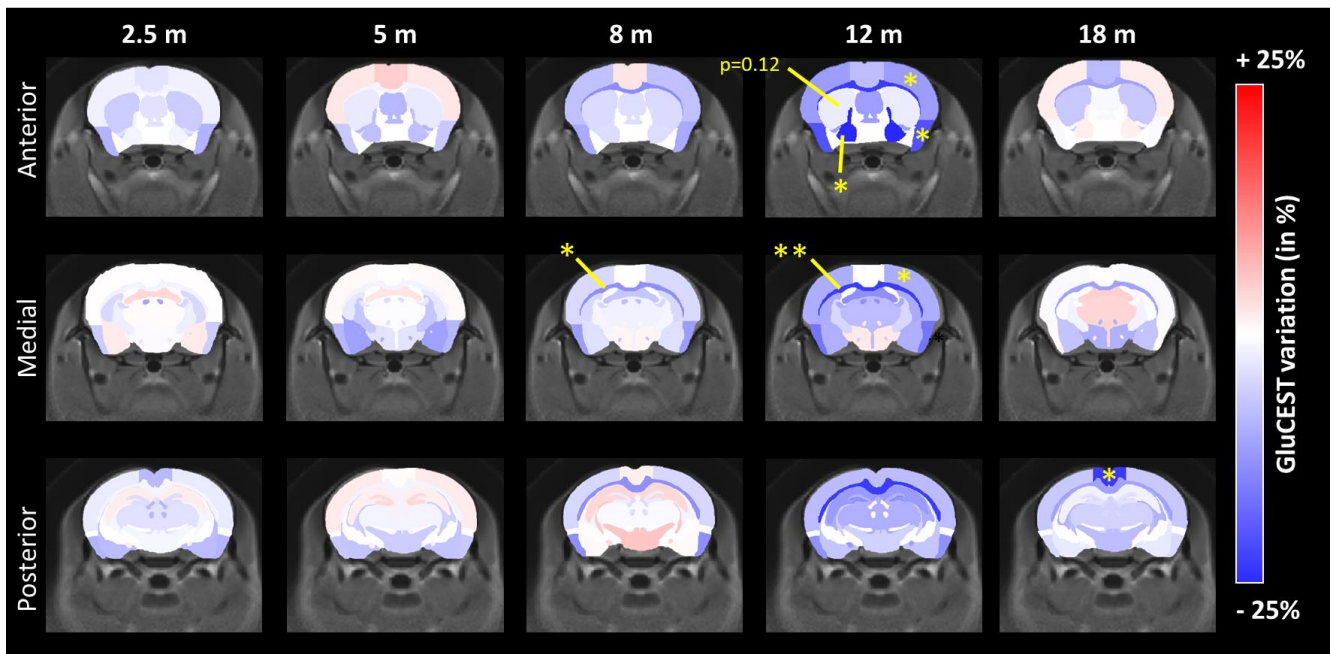 2.5 m 5 m 8 m 12 m 18 m
+ 25%
p=0.12
*
*
*
Anterior
* * *
*
Medial
*
*
Posterior
GluCEST variation (in %)
- 25%